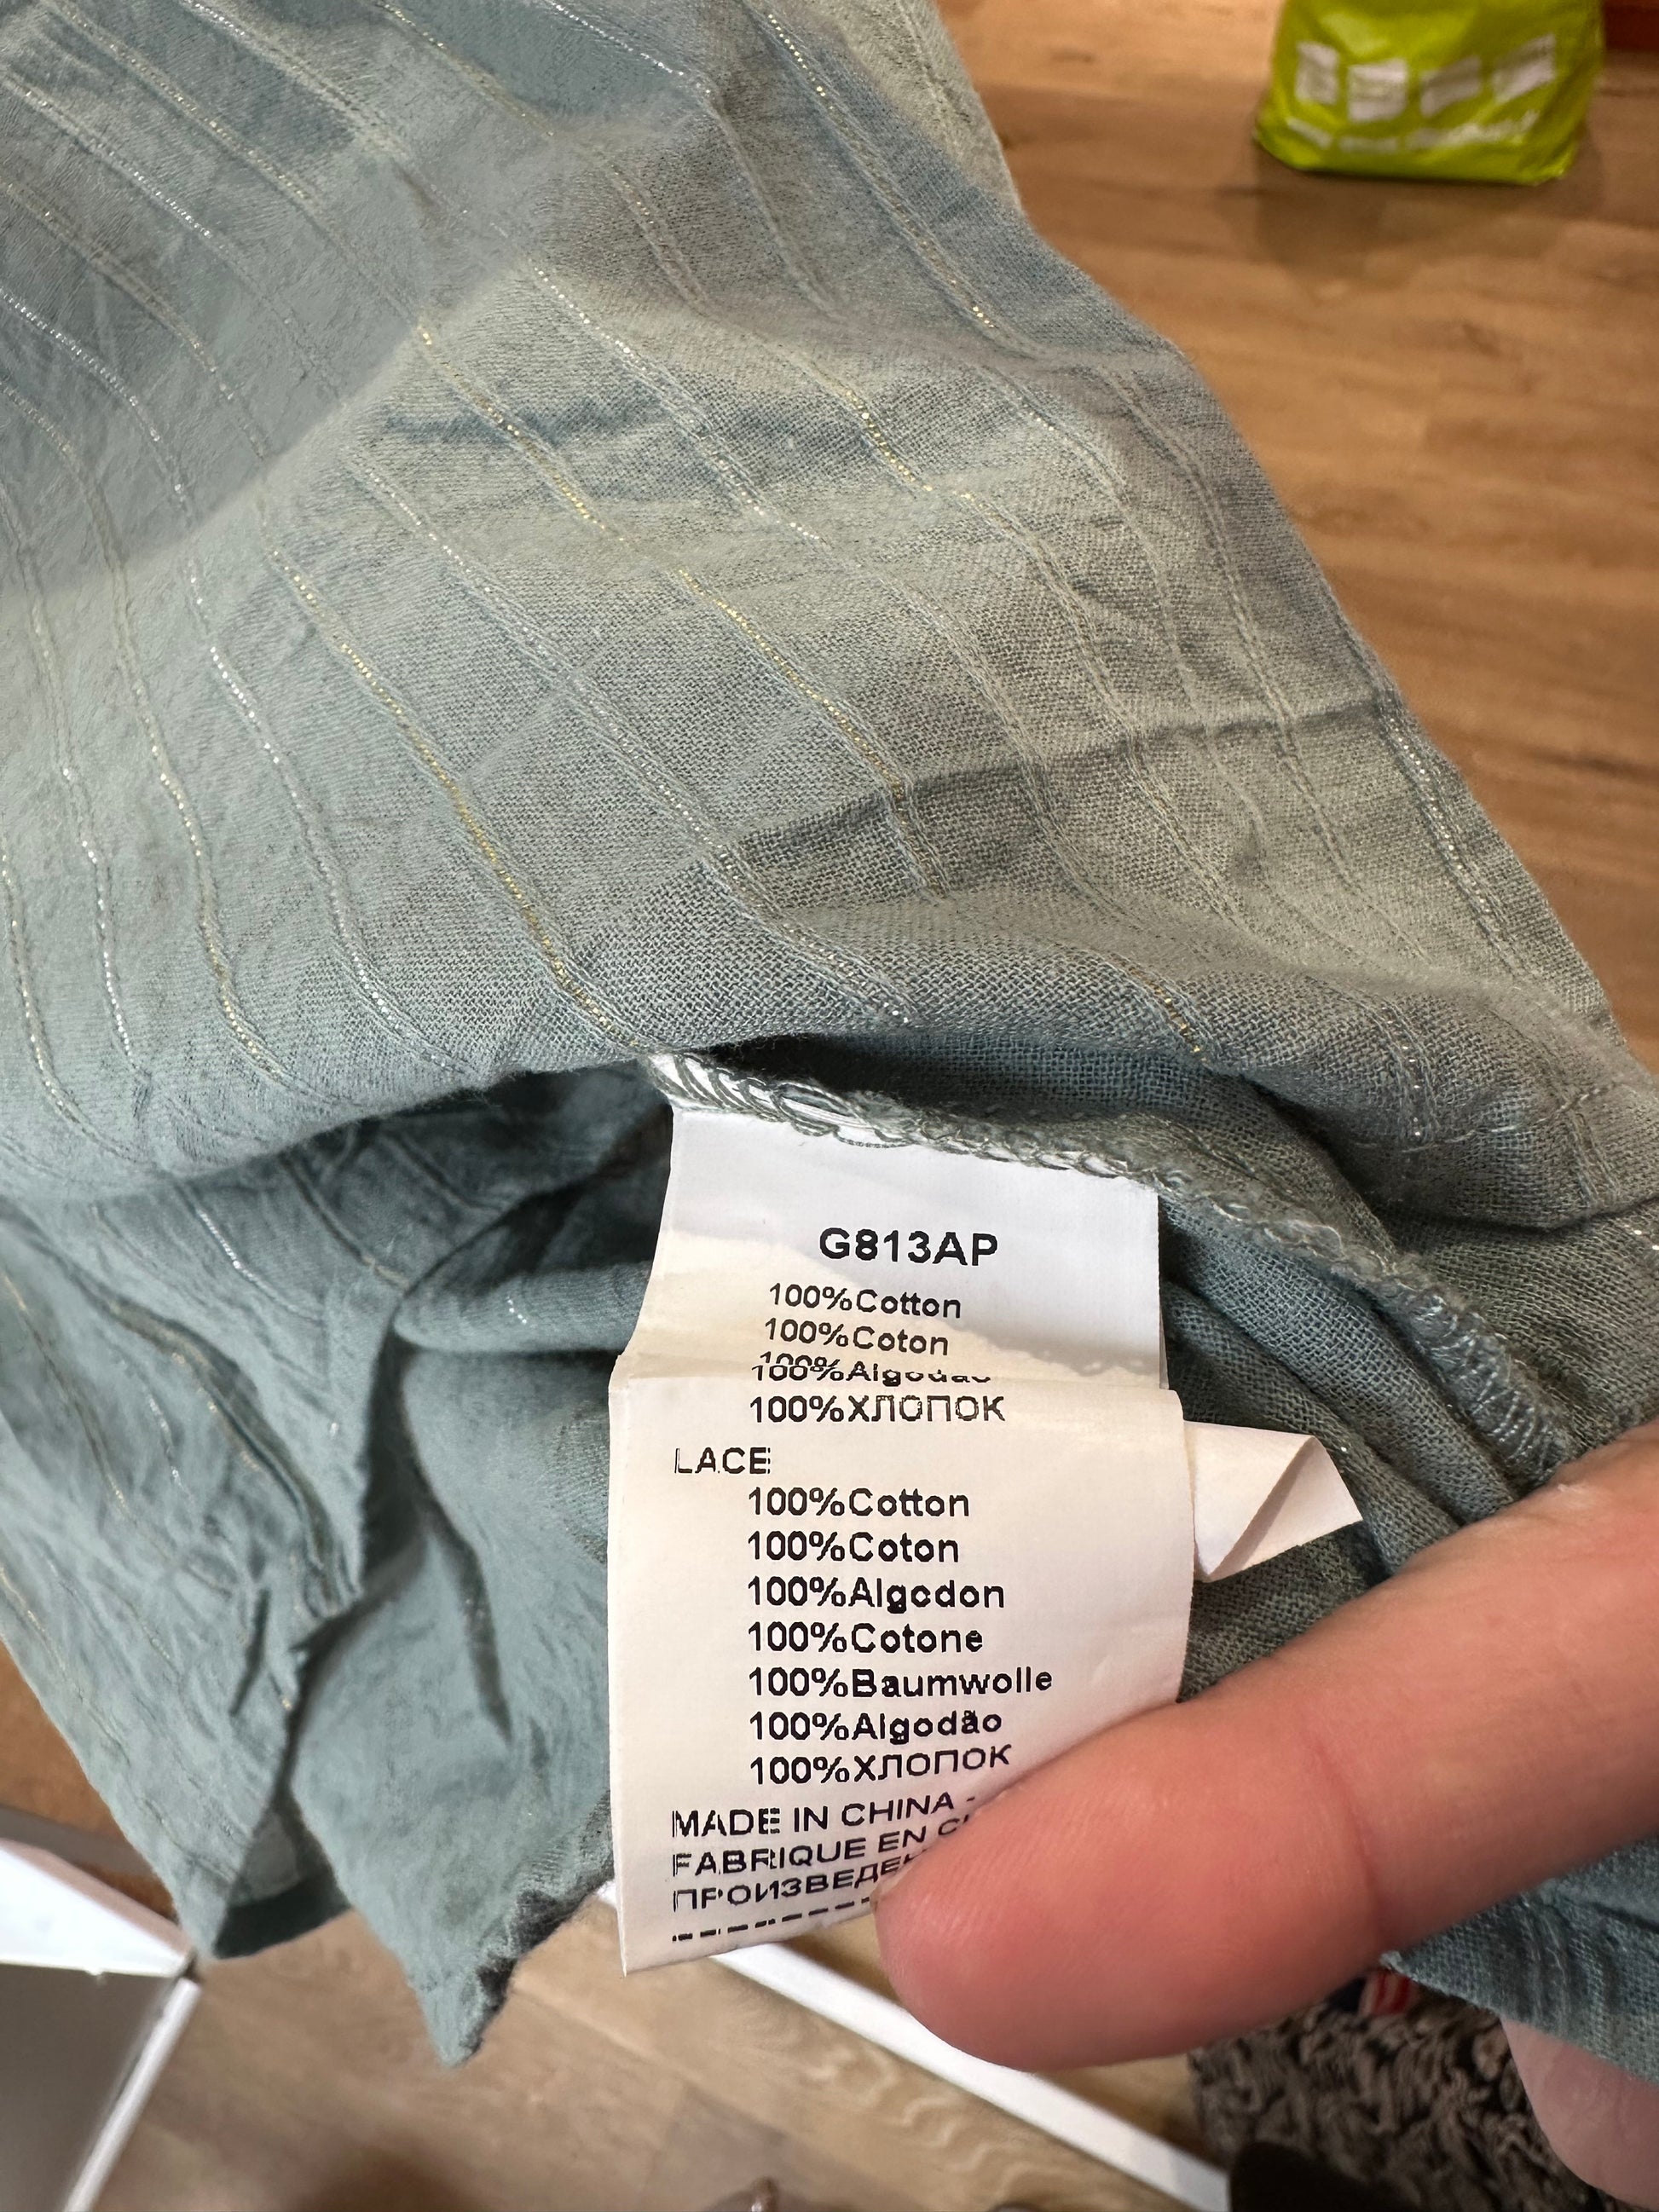 G813AP
100%Cotton
100%Coton
100%Algodão
100%ХЛОПОК
LACE
100%Cotton
100%Coton
100%Algodon
100%Cotone
100%Baumwolle
100%Algodão
100%ХЛОПОК
MADE IN CHINA -
FABRIQUE EN